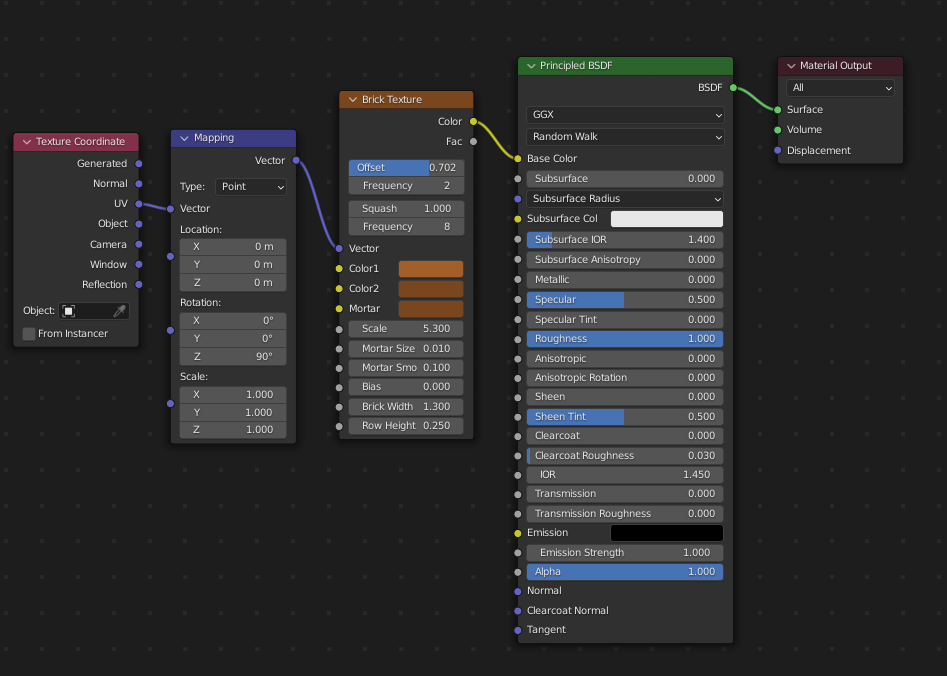 Texture Coordinate
Generated
Normal
UV
Object
Camera
Window
Reflection
Object:
From Instancer
Mapping
Vector
Type: Point
Vector
Location:
X 0 m
Y 0 m
Z 0 m
Rotation:
X 0°
Y 0°
Z 90°
Scale:
X 1.000
Y 1.000
Z 1.000
Brick Texture
Color
Fac
Offset 0.702
Frequency 2
Squash 1.000
Frequency 8
Vector
Color1
Color2
Mortar
Scale 5.300
Mortar Size 0.010
Mortar Smo 0.100
Bias 0.000
Brick Width 1.300
Row Height 0.250
Principled BSDF
BSDF
GGX
Random Walk
Base Color
Subsurface 0.000
Subsurface Radius
Subsurface Col
Subsurface IOR 1.400
Subsurface Anisotropy 0.000
Metallic 0.000
Specular 0.500
Specular Tint 0.000
Roughness 1.000
Anisotropic 0.000
Anisotropic Rotation 0.000
Sheen 0.000
Sheen Tint 0.500
Clearcoat 0.000
Clearcoat Roughness 0.030
IOR 1.450
Transmission 0.000
Transmission Roughness 0.000
Emission
Emission Strength 1.000
Alpha 1.000
Normal
Clearcoat Normal
Tangent
Material Output
All
Surface
Volume
Displacement